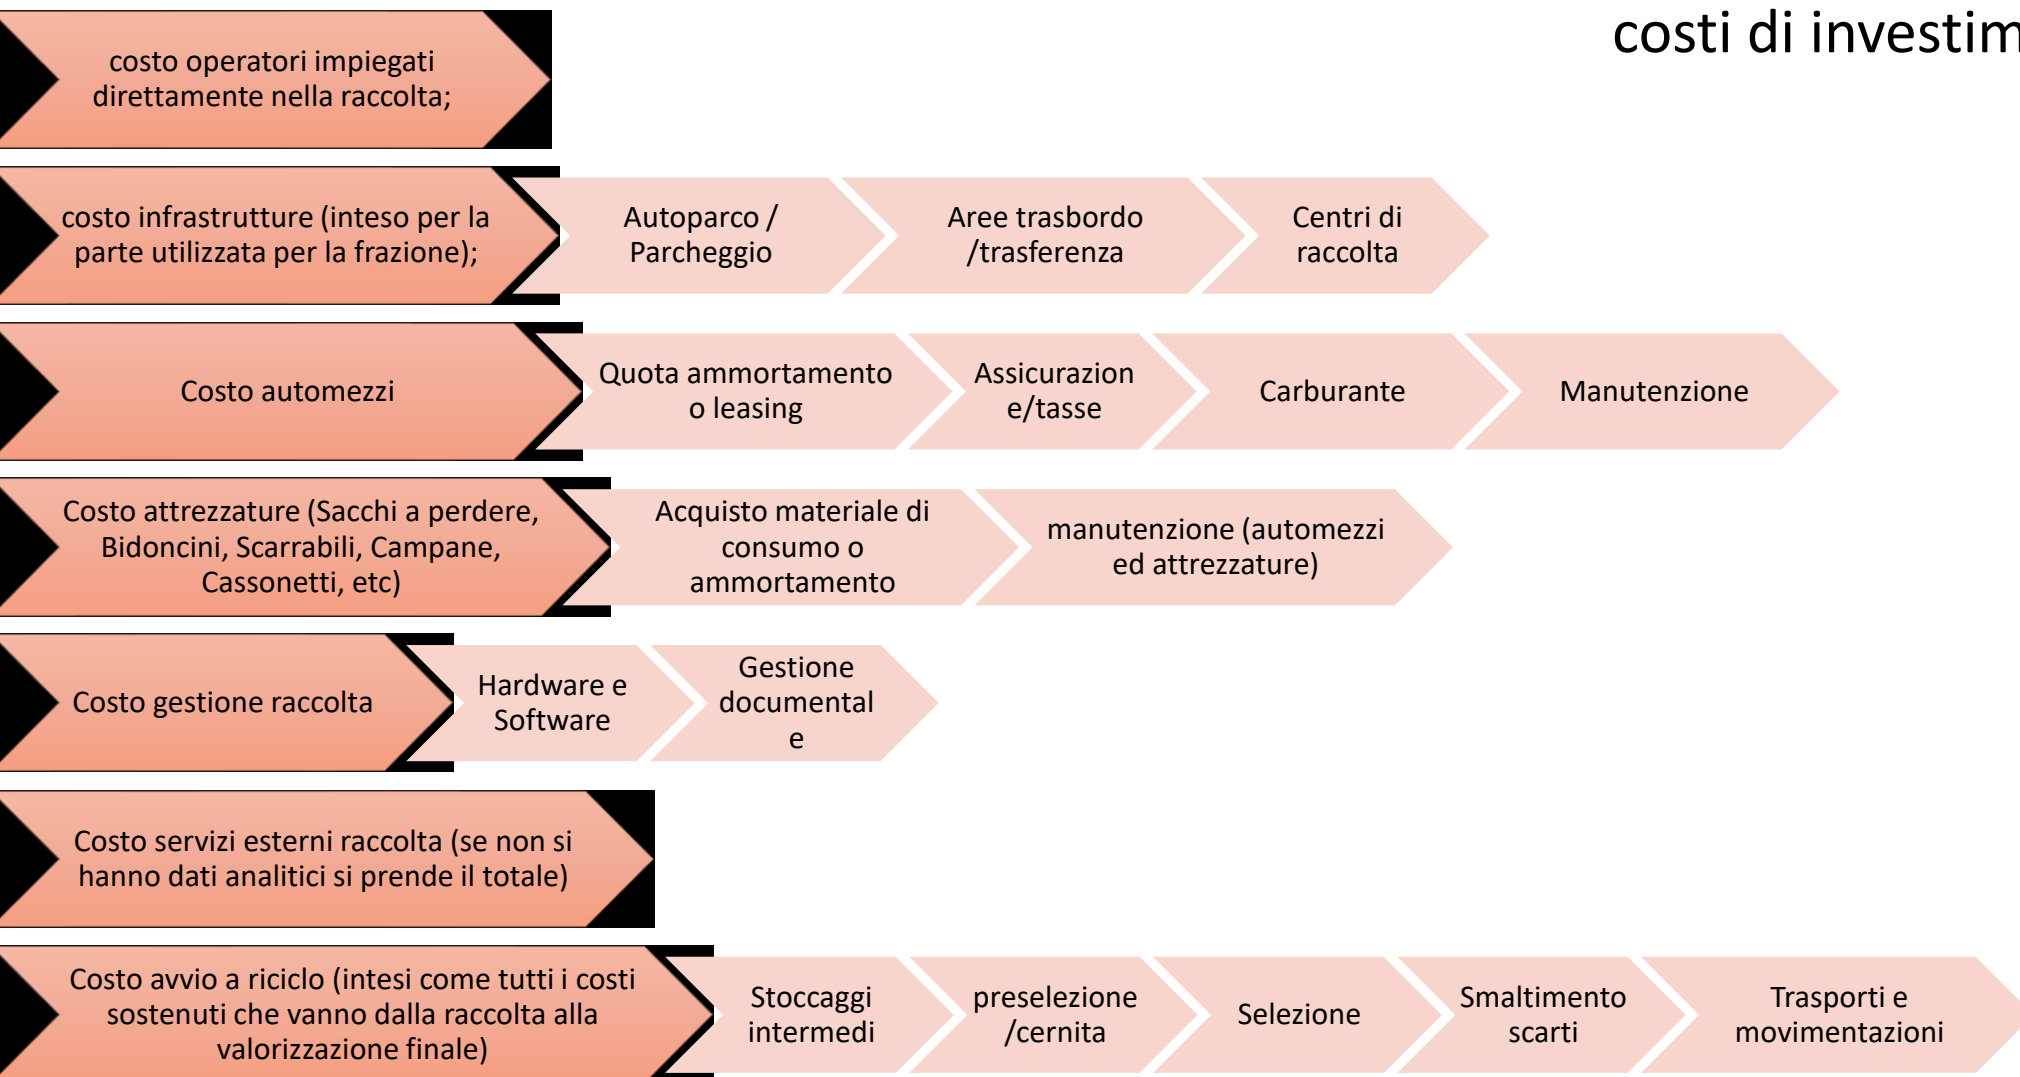 costi di investim
costo operatori impiegati
direttamente nella raccolta;
costo infrastrutture (inteso per la
parte utilizzata per la frazione);
Autoparco /
Parcheggio
Aree trasbordo
/trasferenza
Centri di
raccolta
Costo automezzi
Quota ammortamento
o leasing
Assicurazion
e/tasse
Carburante
Manutenzione
Costo attrezzature (Sacchi a perdere,
Bidoncini, Scarrabili, Campane,
Cassonetti, etc)
Acquisto materiale di
consumo o
ammortamento
manutenzione (automezzi
ed attrezzature)
Costo gestione raccolta
Hardware e
Software
Gestione
documental
e
Costo servizi esterni raccolta (se non si
hanno dati analitici si prende il totale)
Costo avvio a riciclo (intesi come tutti i costi
sostenuti che vanno dalla raccolta alla
valorizzazione finale)
Stoccaggi
intermedi
preselezione
/cernita
Selezione
Smaltimento
scarti
Trasporti e
movimentazioni